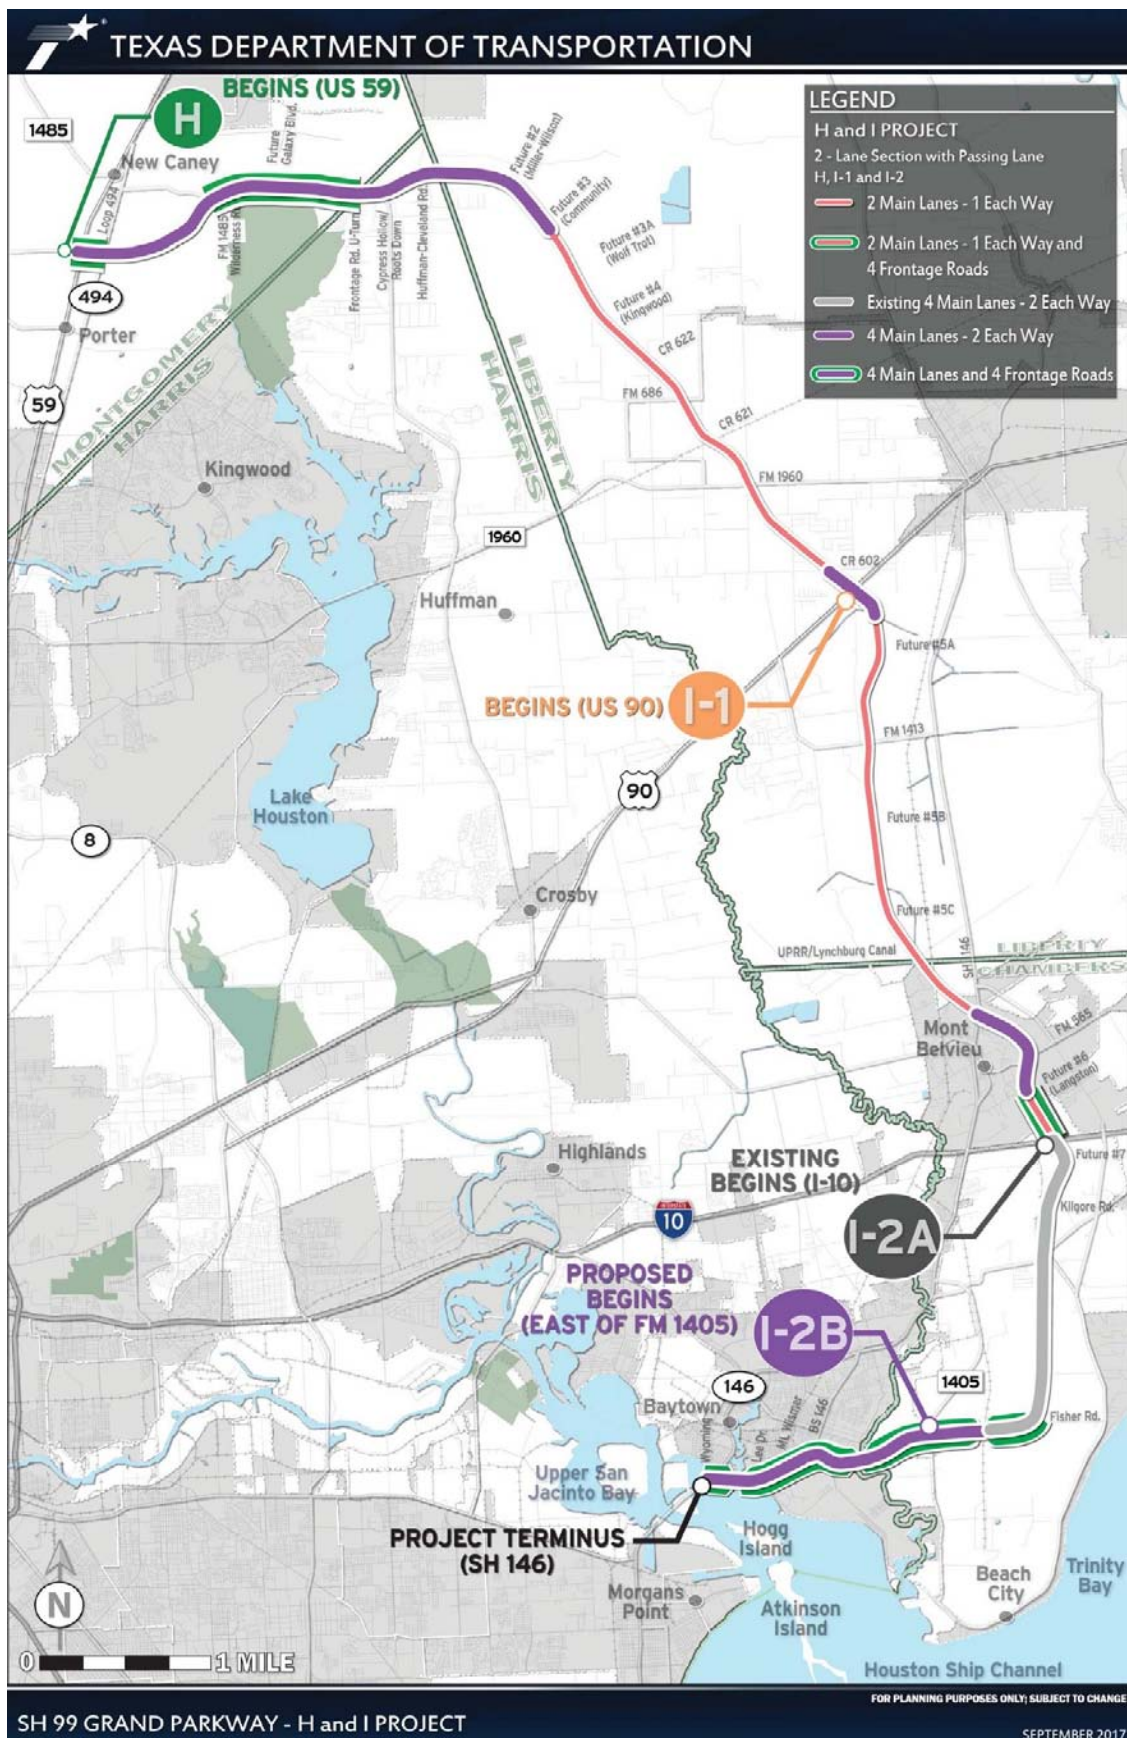 TEXAS DEPARTMENT OF TRANSPORTATION
BEGINS (US 59)
H
1485
New Caney
Loop 494
Future
Galaxy Blvd.
FM 1485
Wilderness
Frontage Rd. U-Turn
Cypress Hollow/
Roots Down
Huffman-Cleveland Rd.
Future #2
(Miller-Wilson)
Future #3
(Community)
Future #3A
(Wolf Trot)
Future #4
(Kingwood)
LEGEND
H and I PROJECT
2 - Lane Section with Passing Lane
H, I-1 and I-2
2 Main Lanes - 1 Each Way
2 Main Lanes - 1 Each Way and
4 Frontage Roads
Existing 4 Main Lanes - 2 Each Way
4 Main Lanes - 2 Each Way
4 Main Lanes and 4 Frontage Roads
494
Porter
59
MONTGOMERY
HARRIS
LIBERTY
HARRIS
CR 622
FM 686
CR 621
FM 1960
Kingwood
1960
CR 602
Huffman
Future #5A
BEGINS (US 90)
I-1
FM 1413
90
Lake
Houston
Future #5B
8
Crosby
Future #5C
UPRR/Lynchburg Canal
SH 146
LIBERTY
CHAMBERS
Mont
Belvieu
FM 565
Future #6
(Langston)
Highlands
EXISTING
BEGINS (I-10)
Future #7
Kilgore Rd.
10
I-2A
PROPOSED
BEGINS
(EAST OF FM 1405)
I-2B
146
1405
Baytown
Wyoming
Lee Dr.
ML Wismer
BS 146
Fisher Rd.
Upper San
Jacinto Bay
PROJECT TERMINUS
(SH 146)
Hogg
Island
Morgans
Point
Atkinson
Island
Beach
City
Trinity
Bay
Houston Ship Channel
N
0 1 MILE
FOR PLANNING PURPOSES ONLY; SUBJECT TO CHANGE
SH 99 GRAND PARKWAY - H and I PROJECT
SEPTEMBER 2017